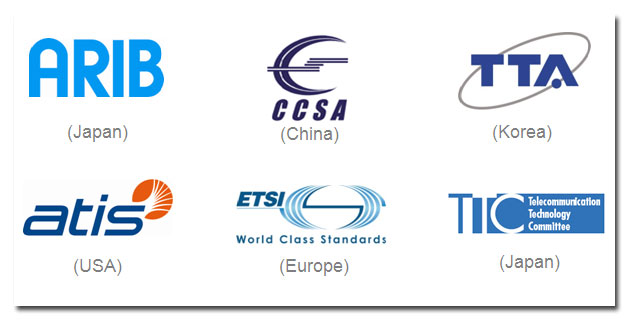 ARIB
(Japan)
CCSA
(China)
TTA
(Korea)
atis
(USA)
ETSI
World Class Standards
(Europe)
TTC
Telecommunication
Technology
Committee
(Japan)